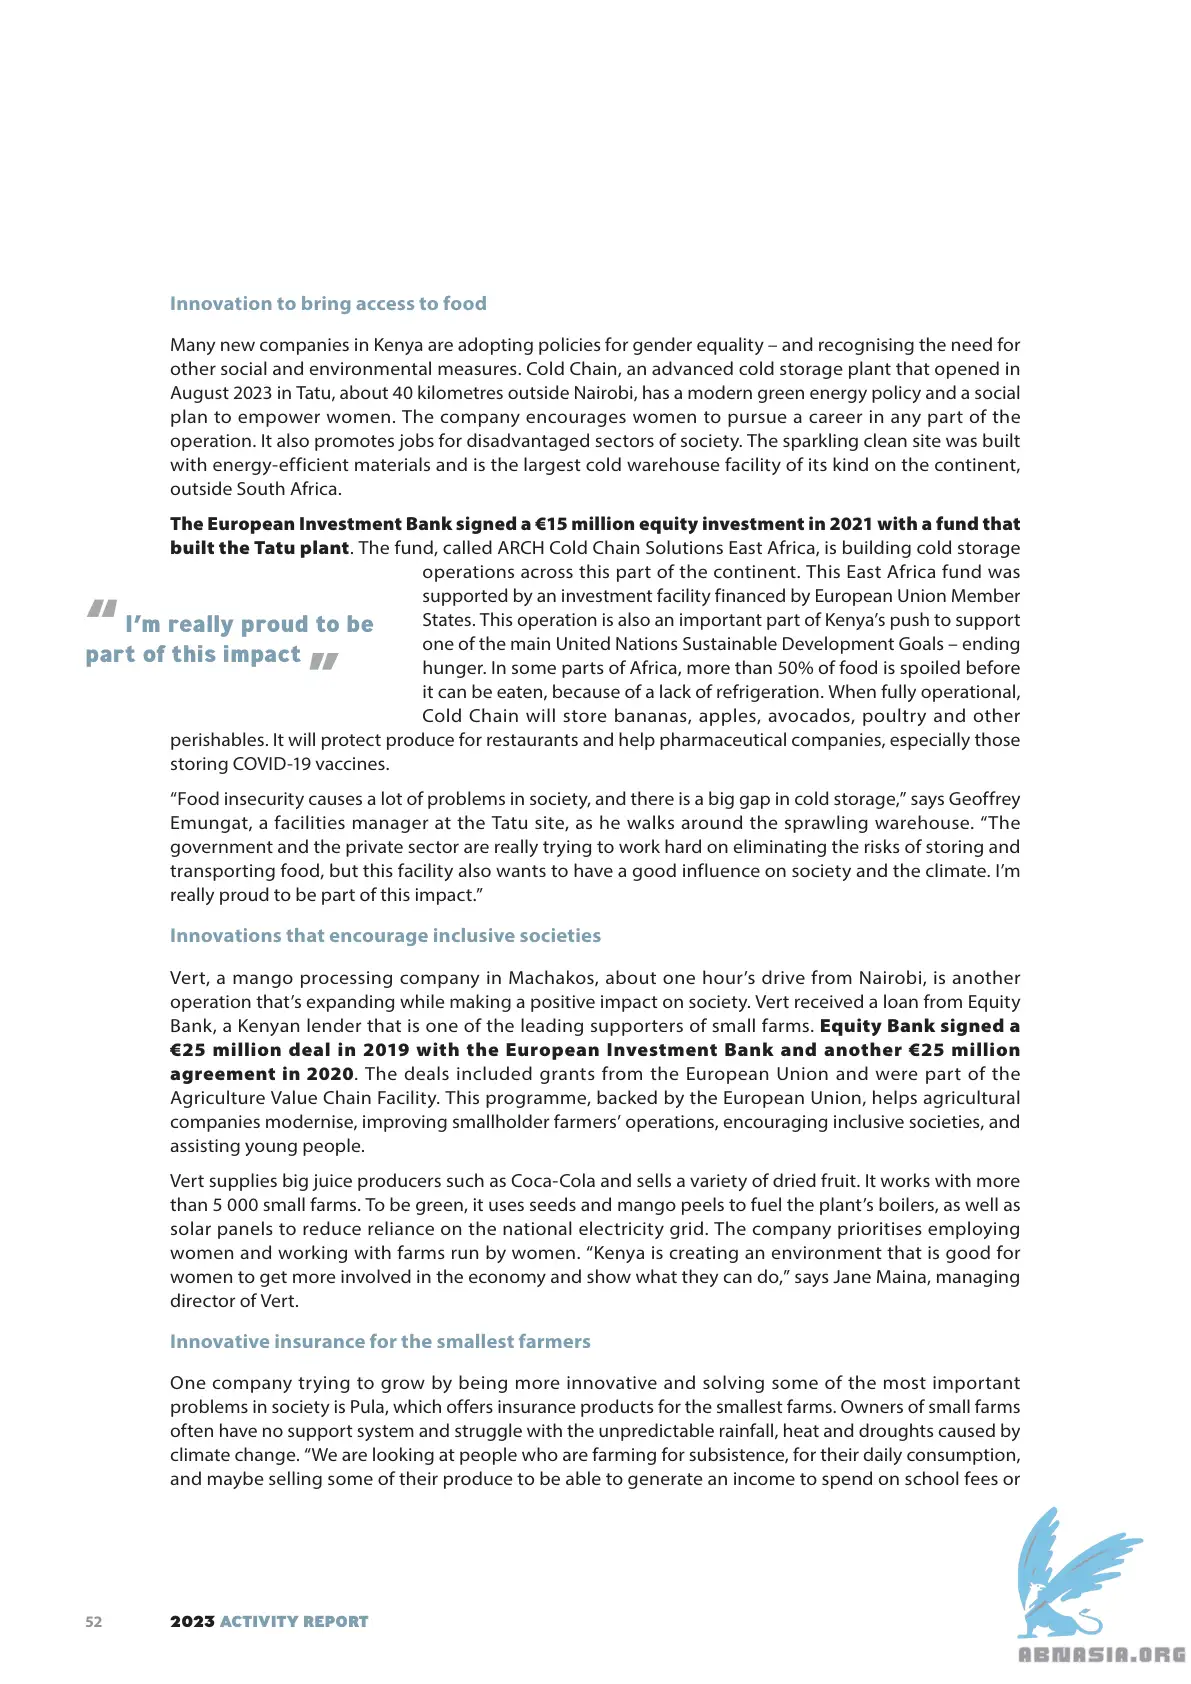 Innovation to bring access to food
Many new companies in Kenya are adopting policies for gender equality – and recognising the need for
other social and environmental measures. Cold Chain, an advanced cold storage plant that opened in
August 2023 in Tatu, about 40 kilometres outside Nairobi, has a modern green energy policy and a social
plan to empower women. The company encourages women to pursue a career in any part of the
operation. It also promotes jobs for disadvantaged sectors of society. The sparkling clean site was built
with energy-efficient materials and is the largest cold warehouse facility of its kind on the continent,
outside South Africa.
The European Investment Bank signed a €15 million equity investment in 2021 with a fund that
built the Tatu plant. The fund, called ARCH Cold Chain Solutions East Africa, is building cold storage
operations across this part of the continent. This East Africa fund was
supported by an investment facility financed by European Union Member
States. This operation is also an important part of Kenya’s push to support
one of the main United Nations Sustainable Development Goals – ending
hunger. In some parts of Africa, more than 50% of food is spoiled before
it can be eaten, because of a lack of refrigeration. When fully operational,
Cold Chain will store bananas, apples, avocados, poultry and other
perishables. It will protect produce for restaurants and help pharmaceutical companies, especially those
storing COVID-19 vaccines.
“I’m really proud to be
part of this impact”
“Food insecurity causes a lot of problems in society, and there is a big gap in cold storage,” says Geoffrey
Emungat, a facilities manager at the Tatu site, as he walks around the sprawling warehouse. “The
government and the private sector are really trying to work hard on eliminating the risks of storing and
transporting food, but this facility also wants to have a good influence on society and the climate. I’m
really proud to be part of this impact.”
Innovations that encourage inclusive societies
Vert, a mango processing company in Machakos, about one hour’s drive from Nairobi, is another
operation that’s expanding while making a positive impact on society. Vert received a loan from Equity
Bank, a Kenyan lender that is one of the leading supporters of small farms. Equity Bank signed a
€25 million deal in 2019 with the European Investment Bank and another €25 million
agreement in 2020. The deals included grants from the European Union and were part of the
Agriculture Value Chain Facility. This programme, backed by the European Union, helps agricultural
companies modernise, improving smallholder farmers’ operations, encouraging inclusive societies, and
assisting young people.
Vert supplies big juice producers such as Coca-Cola and sells a variety of dried fruit. It works with more
than 5 000 small farms. To be green, it uses seeds and mango peels to fuel the plant’s boilers, as well as
solar panels to reduce reliance on the national electricity grid. The company prioritises employing
women and working with farms run by women. “Kenya is creating an environment that is good for
women to get more involved in the economy and show what they can do,” says Jane Maina, managing
director of Vert.
Innovative insurance for the smallest farmers
One company trying to grow by being more innovative and solving some of the most important
problems in society is Pula, which offers insurance products for the smallest farms. Owners of small farms
often have no support system and struggle with the unpredictable rainfall, heat and droughts caused by
climate change. “We are looking at people who are farming for subsistence, for their daily consumption,
and maybe selling some of their produce to be able to generate an income to spend on school fees or
52 2023 ACTIVITY REPORT
ABNASIA.ORG